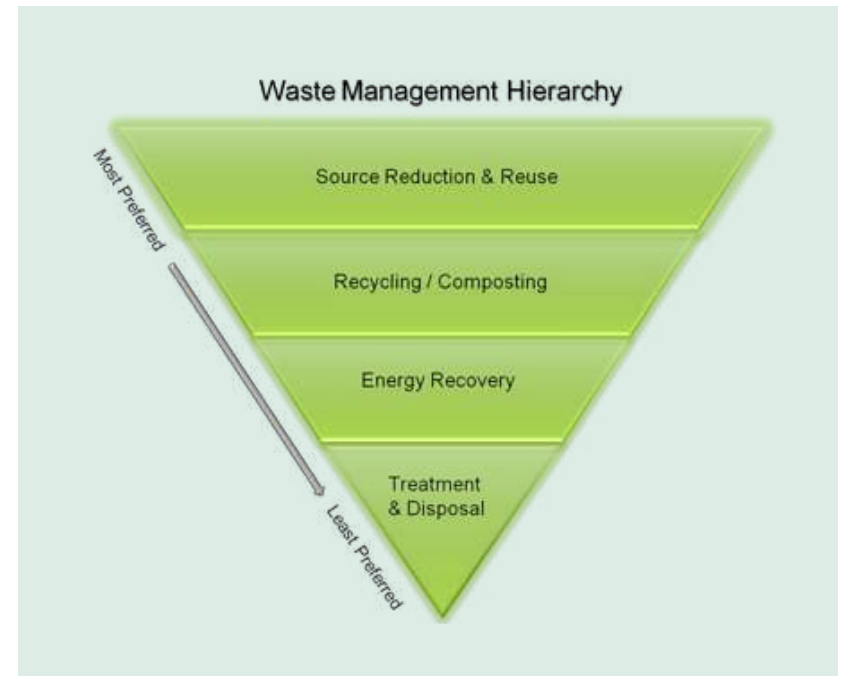 Waste Management Hierarchy
Most Preferred
Source Reduction & Reuse
Recycling / Composting
Energy Recovery
Treatment
& Disposal
Least Preferred